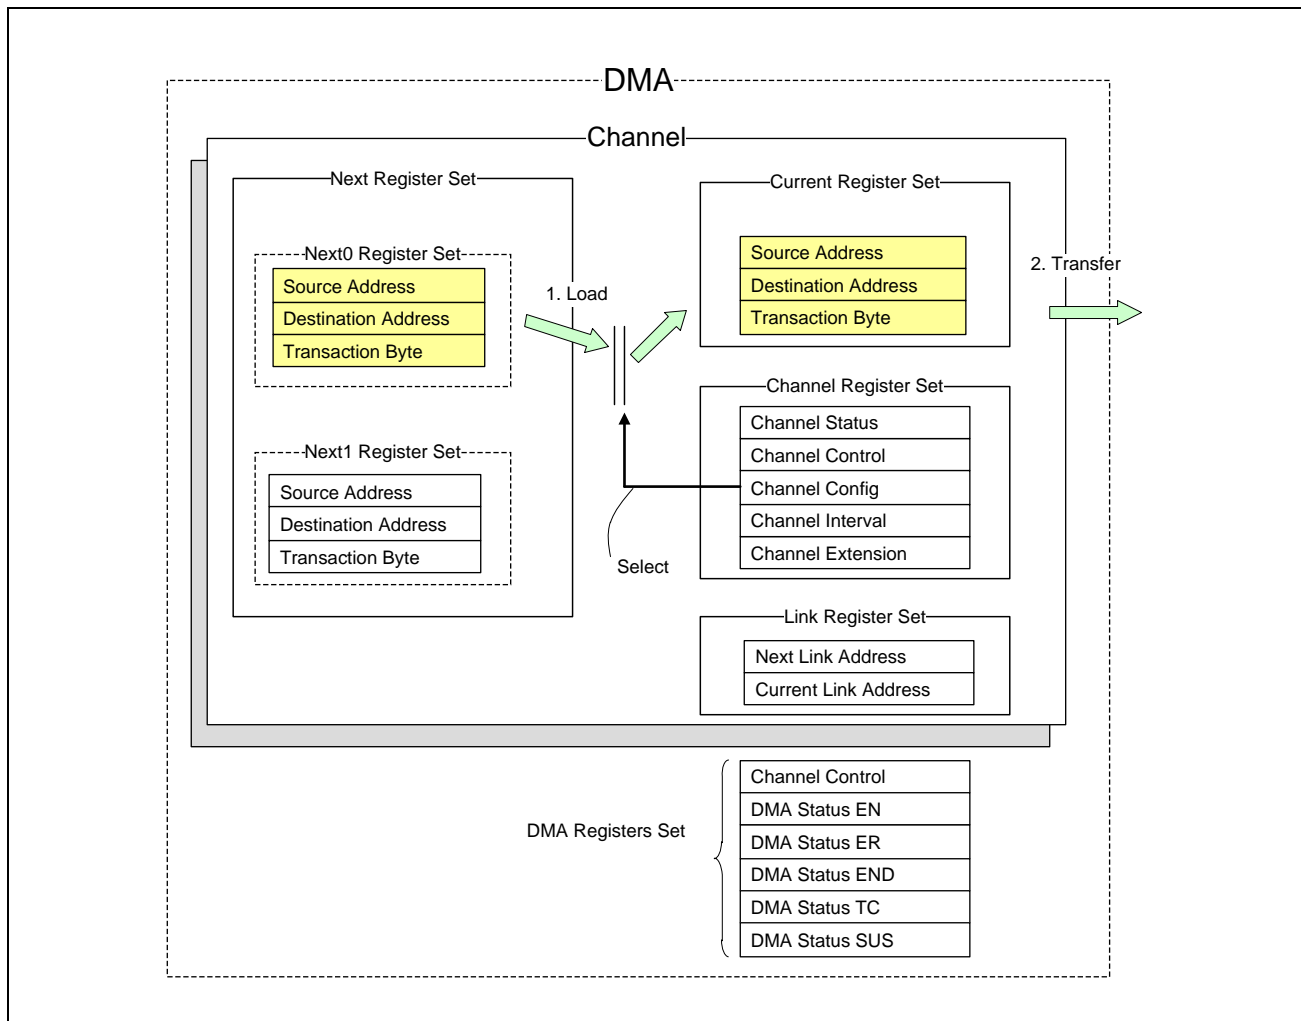 DMA
Channel
Next Register Set
Next0 Register Set
Source Address
Destination Address
Transaction Byte
Next1 Register Set
Source Address
Destination Address
Transaction Byte
1. Load
Select
Current Register Set
Source Address
Destination Address
Transaction Byte
2. Transfer
Channel Register Set
Channel Status
Channel Control
Channel Config
Channel Interval
Channel Extension
Link Register Set
Next Link Address
Current Link Address
DMA Registers Set
Channel Control
DMA Status EN
DMA Status ER
DMA Status END
DMA Status TC
DMA Status SUS